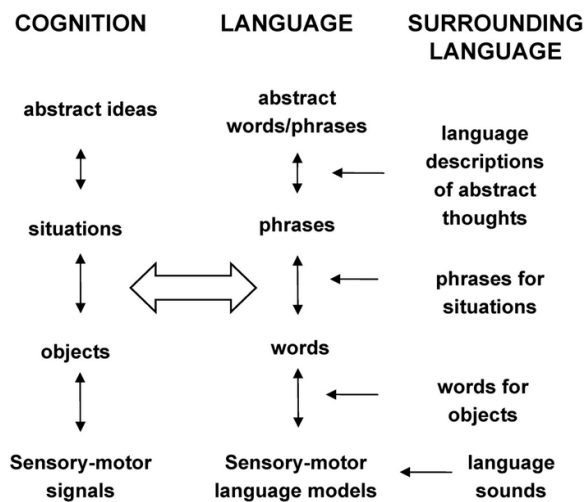 COGNITION
LANGUAGE
SURROUNDING
LANGUAGE
abstract ideas
abstract
words/phrases
language
descriptions
of abstract
thoughts
situations
phrases
phrases for
situations
objects
words
words for
objects
Sensory-motor
signals
Sensory-motor
language models
language
sounds